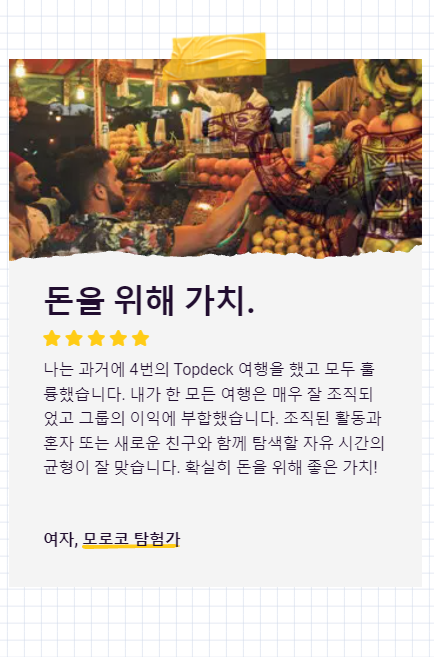 돈을 위해 가치.
나는 과거에 4번의 Topdeck 여행을 했고 모두 훌
륭했습니다. 내가 한 모든 여행은 매우 잘 조직되
었고 그룹의 이익에 부합했습니다. 조직된 활동과
혼자 또는 새로운 친구와 함께 탐색할 자유 시간의
균형이 잘 맞습니다. 확실히 돈을 위해 좋은 가치!
여자, 모로코 탐험가